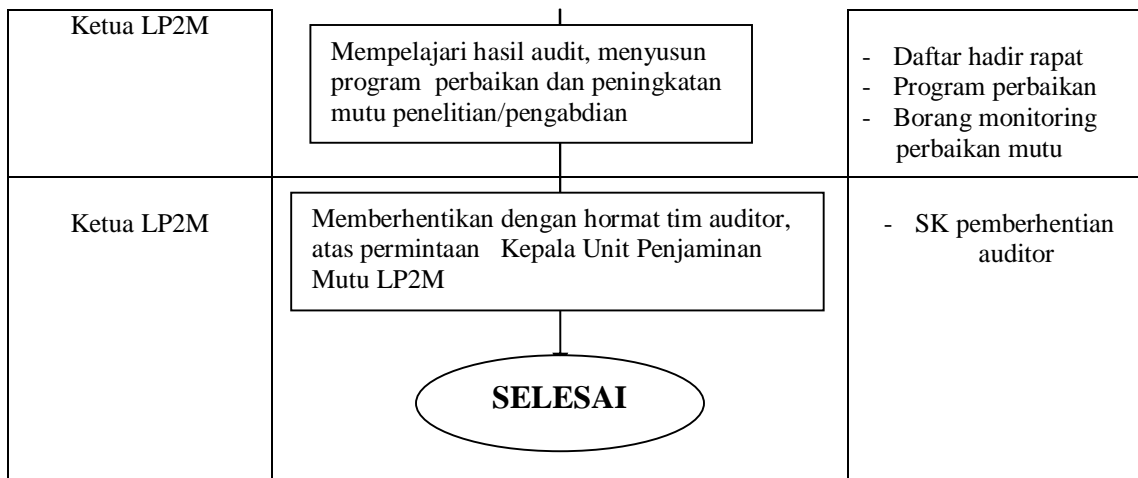 Ketua LP2M
Mempelajari hasil audit, menyusun
program perbaikan dan peningkatan
mutu penelitian/pengabdian
- Daftar hadir rapat
- Program perbaikan
- Borang monitoring
perbaikan mutu
Ketua LP2M
Memberhentikan dengan hormat tim auditor,
atas permintaan Kepala Unit Penjaminan
Mutu LP2M
- SK pemberhentian
auditor
SELESAI